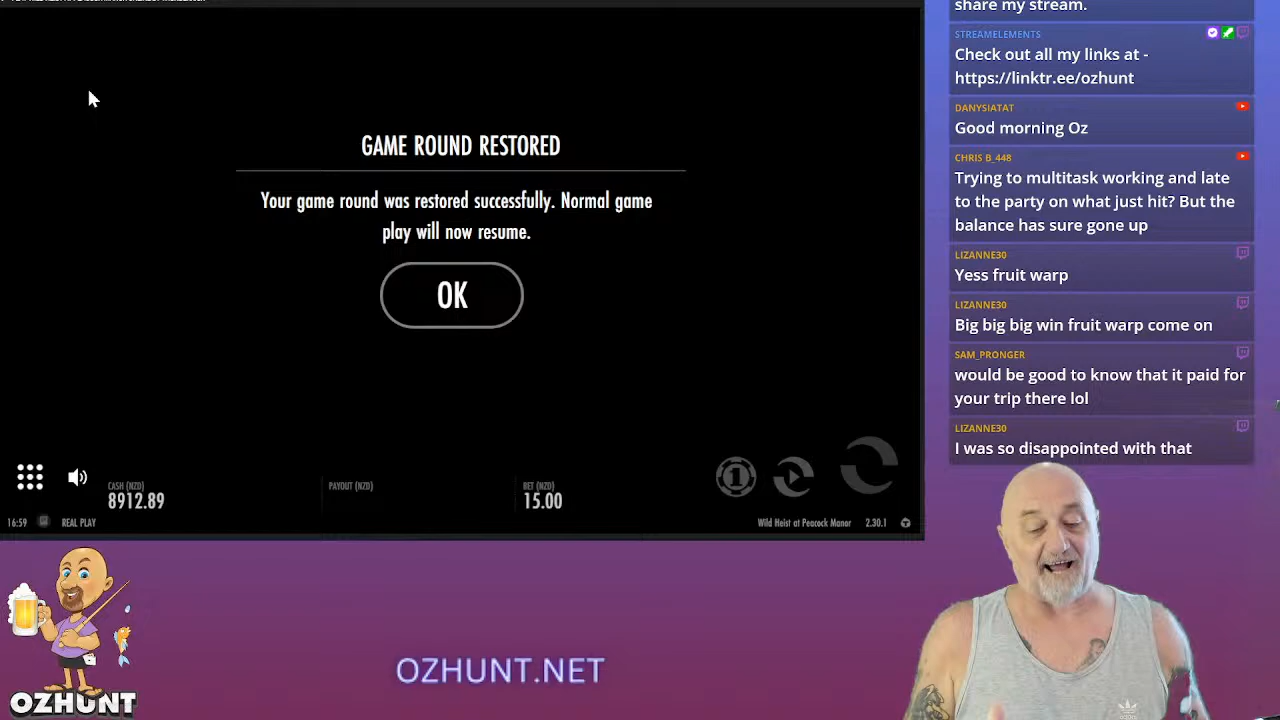 GAME ROUND RESTORED
Your game round was restored successfully. Normal game
play will now resume.
OK
CASH (NZD)
8912.89
PAYOUT (NZD)
BET (NZD)
15.00
1
16:59
REAL PLAY
Wild Heist at Peacock Manor
2.30.1
share my stream.
STREAMELEMENTS
Check out all my links at -
https://linktr.ee/ozhunt
DANYSIATAT
Good morning Oz
CHRIS B_448
Trying to multitask working and late
to the party on what just hit? But the
balance has sure gone up
LIZANNE30
Yess fruit warp
LIZANNE30
Big big big win fruit warp come on
SAM_PRONGER
would be good to know that it paid for
your trip there lol
LIZANNE30
I was so disappointed with that
OZHUNT
OZHUNT.NET